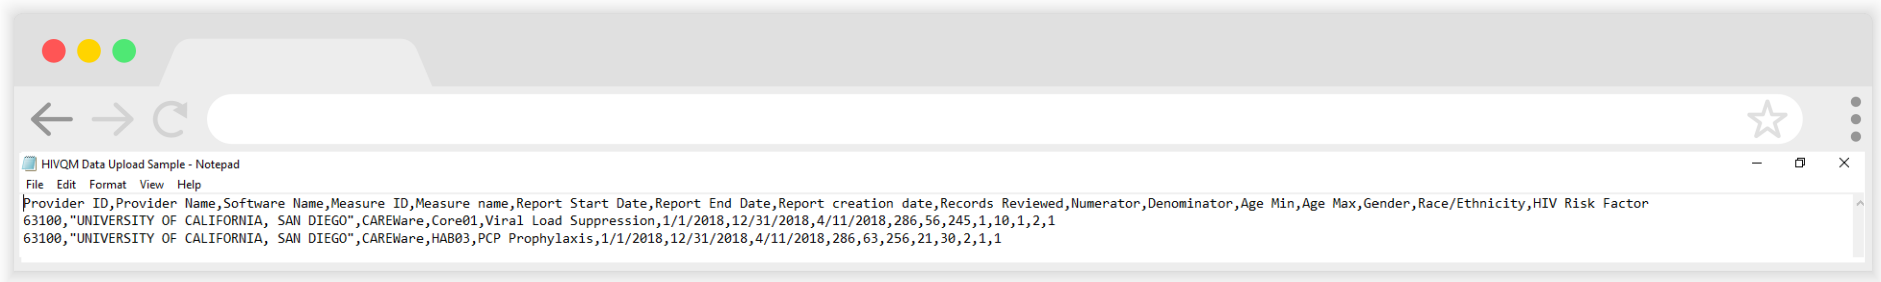 HIVQM Data Upload Sample - Notepad
File Edit Format View Help
Provider ID,Provider Name,Software Name,Measure ID,Measure name,Report Start Date,Report End Date,Report creation date,Records Reviewed,Numerator,Denominator,Age Min,Age Max,Gender,Race/Ethnicity,HIV Risk Factor
63100,"UNIVERSITY OF CALIFORNIA, SAN DIEGO",CAREWare,Core01,Viral Load Suppression,1/1/2018,12/31/2018,4/11/2018,286,56,245,1,10,1,2,1
63100,"UNIVERSITY OF CALIFORNIA, SAN DIEGO",CAREWare,HAB03,PCP Prophylaxis,1/1/2018,12/31/2018,4/11/2018,286,63,256,21,30,2,1,1